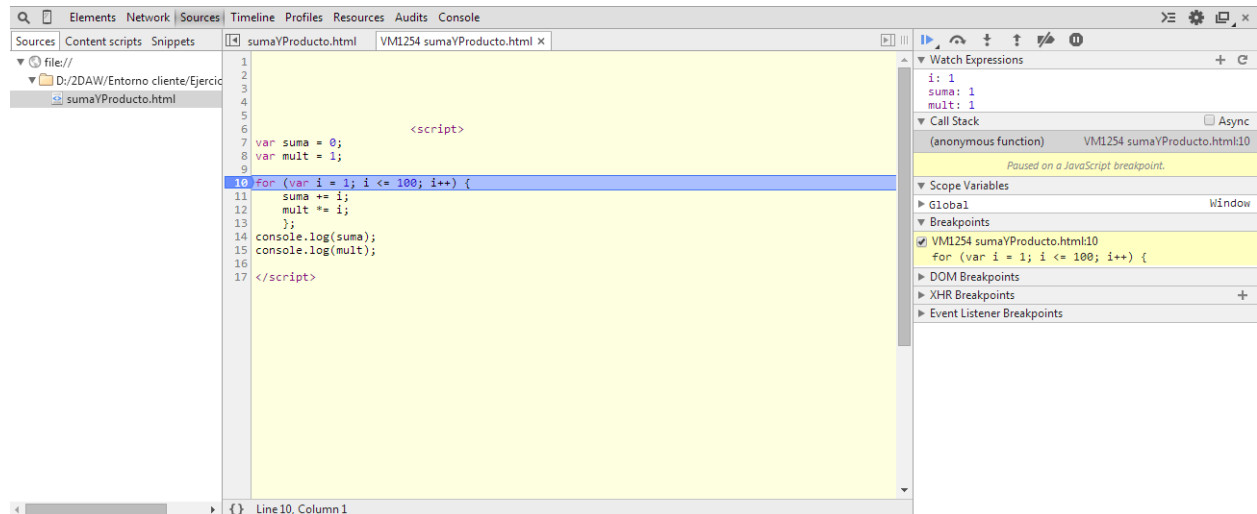 Elements Network Sources Timeline Profiles Resources Audits Console
Sources Content scripts Snippets
file://
D:/2DAW/Entorno cliente/Ejercic
sumaYProducto.html
sumaYProducto.html VM1254 sumaYProducto.html ×
1
2
3
4
5
6 <script>
7 var suma = 0;
8 var mult = 1;
9
10 for (var i = 1; i <= 100; i++) {
11 suma += i;
12 mult *= i;
13 };
14 console.log(suma);
15 console.log(mult);
16
17 </script>
{} Line 10, Column 1
Watch Expressions
i: 1
suma: 1
mult: 1
Call Stack Async
(anonymous function) VM1254 sumaYProducto.html:10
Paused on a JavaScript breakpoint.
Scope Variables
Global Window
Breakpoints
VM1254 sumaYProducto.html:10
for (var i = 1; i <= 100; i++) {
DOM Breakpoints
XHR Breakpoints
Event Listener Breakpoints